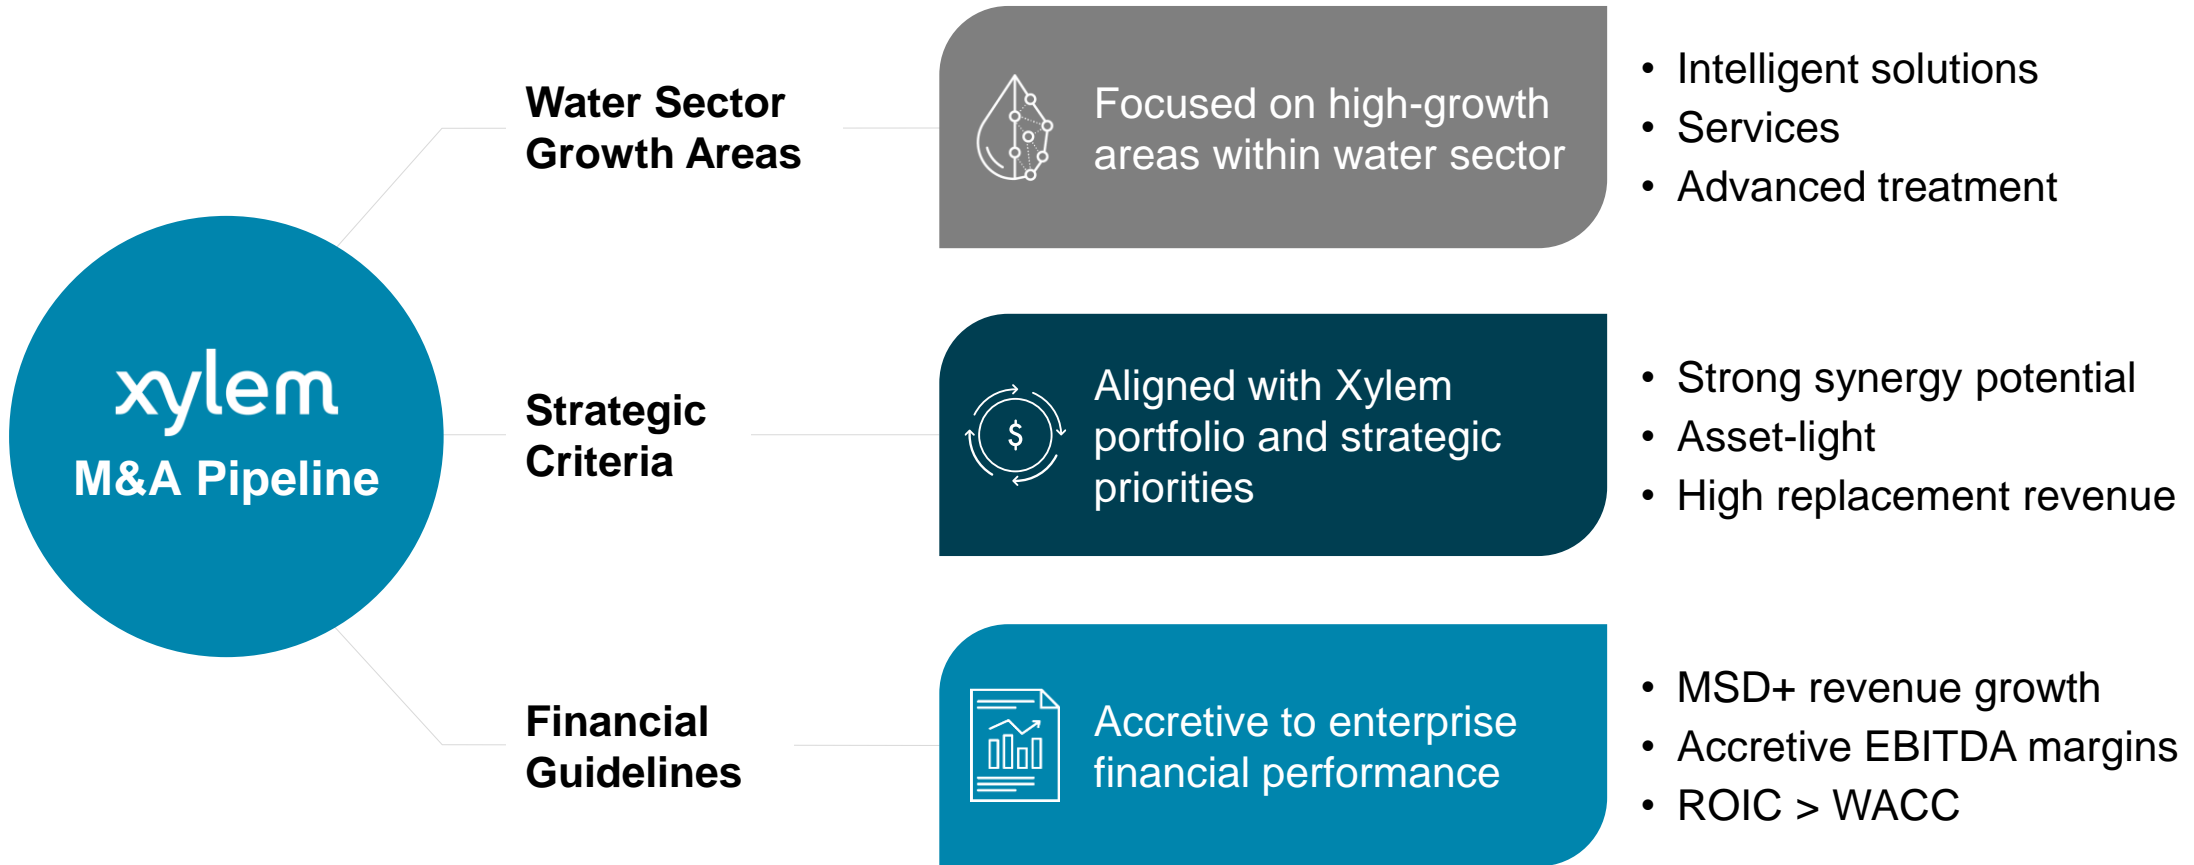 xylem
M&A Pipeline
Water Sector
Growth Areas
Focused on high-growth
areas within water sector
• Intelligent solutions
• Services
• Advanced treatment
Strategic
Criteria
$
Aligned with Xylem
portfolio and strategic
priorities
• Strong synergy potential
• Asset-light
• High replacement revenue
Financial
Guidelines
Accretive to enterprise
financial performance
• MSD+ revenue growth
• Accretive EBITDA margins
• ROIC > WACC